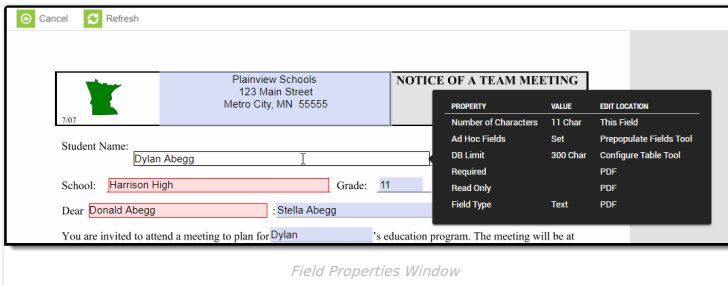 Cancel Refresh
Plainview Schools
123 Main Street
Metro City, MN 55555
NOTICE OF A TEAM MEETING
7/07
PROPERTY VALUE EDIT LOCATION
Number of Characters 11 Char This Field
Ad Hoc Fields Set Prepopulate Fields Tool
DB Limit 300 Char Configure Table Tool
Required PDF
Read Only PDF
Field Type Text PDF
Student Name:
Dylan Abegg
School: Harrison High Grade: 11
Dear Donald Abegg : Stella Abegg
You are invited to attend a meeting to plan for Dylan 's education program. The meeting will be at
Field Properties Window